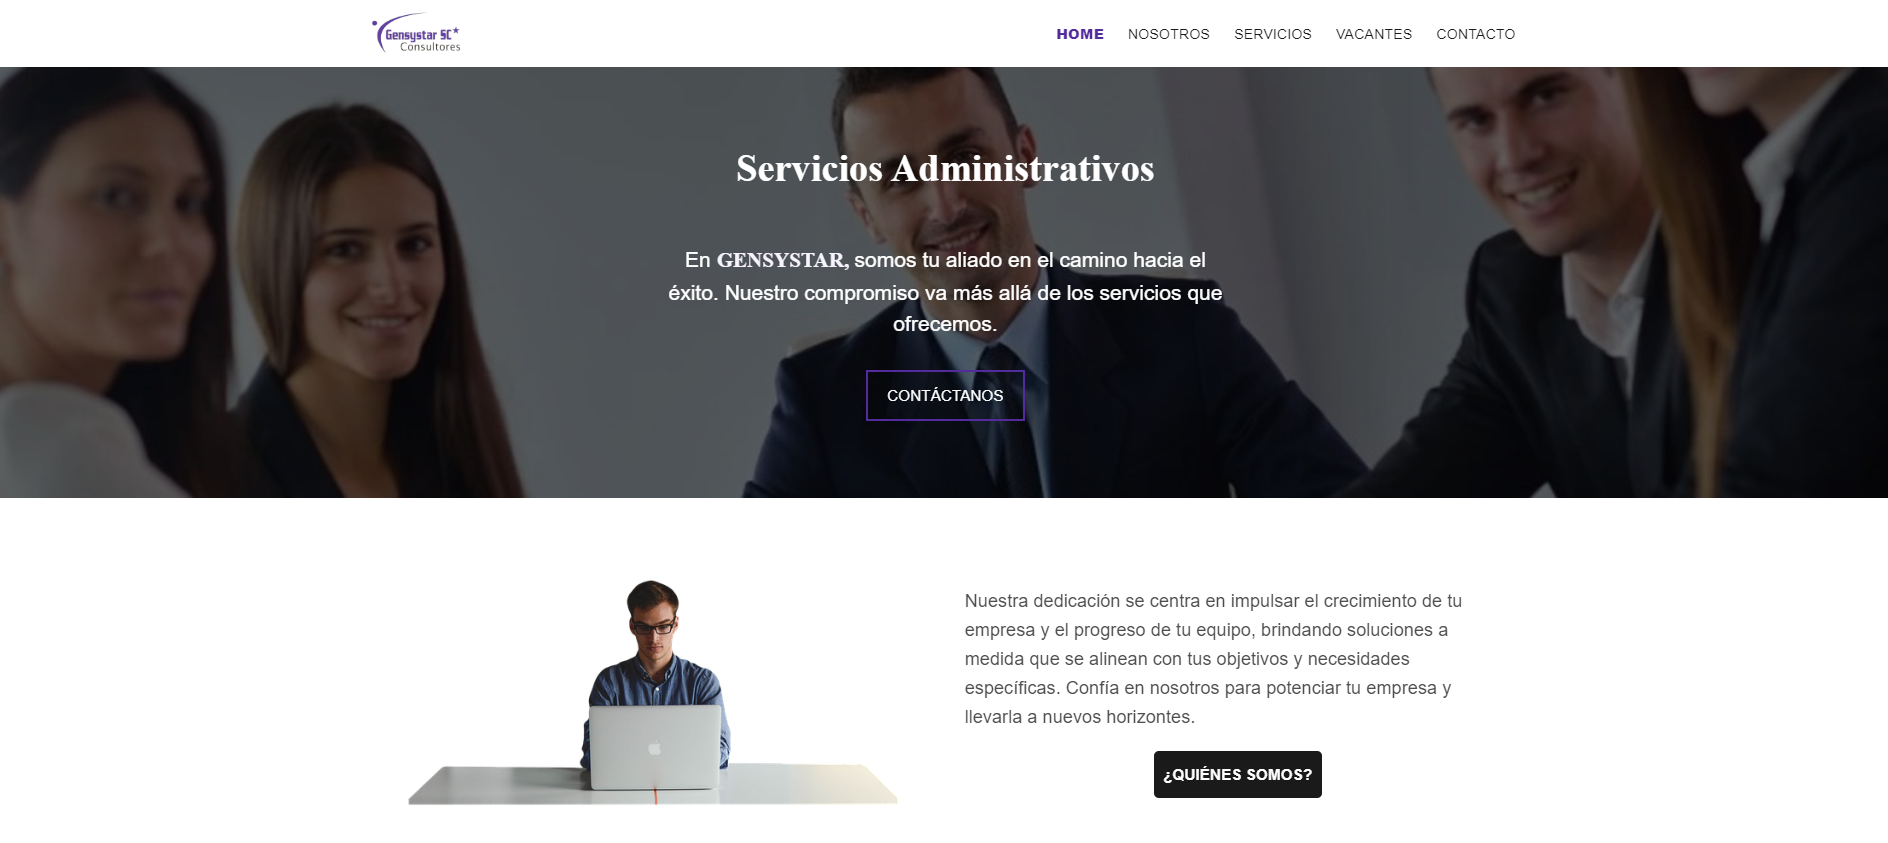 Gensystar SC
Consultores
HOME NOSOTROS SERVICIOS VACANTES CONTACTO
Servicios Administrativos
En GENSYSTAR, somos tu aliado en el camino hacia el
éxito. Nuestro compromiso va más allá de los servicios que
ofrecemos.
CONTÁCTANOS
Nuestra dedicación se centra en impulsar el crecimiento de tu
empresa y el progreso de tu equipo, brindando soluciones a
medida que se alinean con tus objetivos y necesidades
específicas. Confía en nosotros para potenciar tu empresa y
llevarla a nuevos horizontes.
¿QUIÉNES SOMOS?